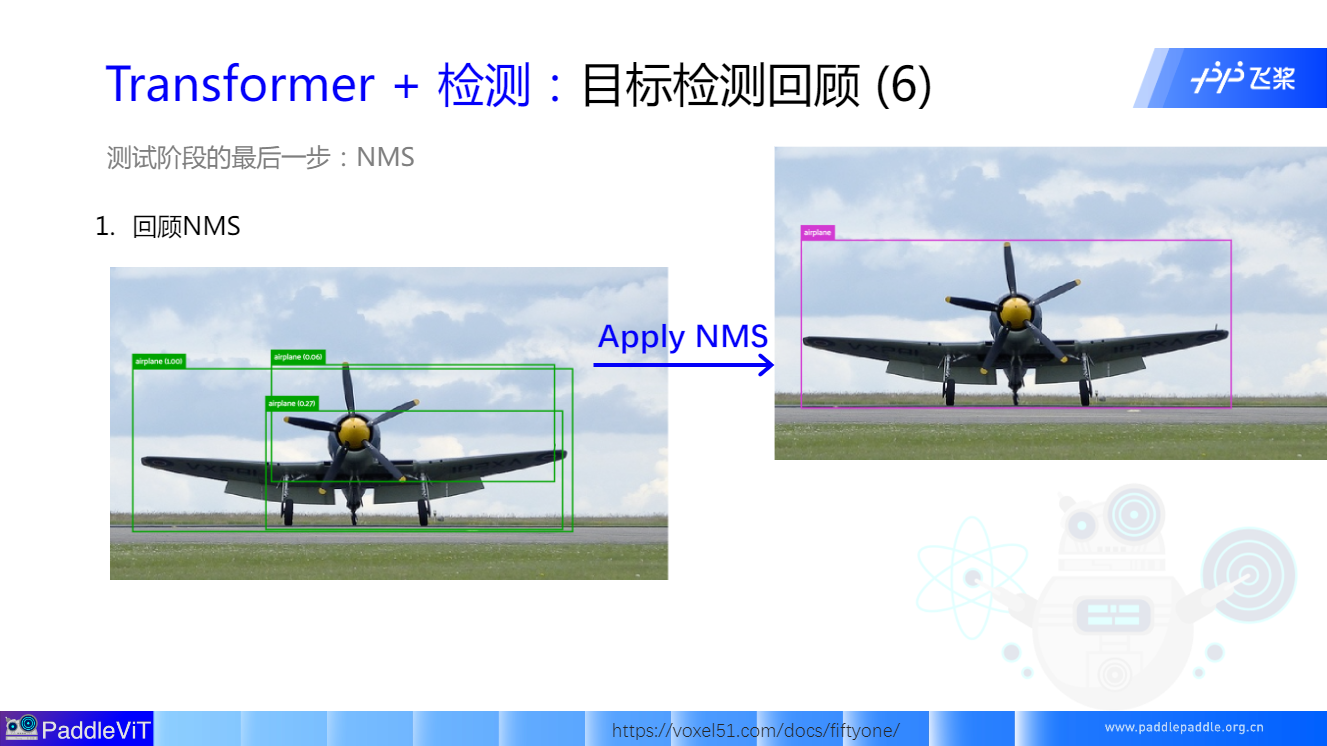 Transformer + 检测：目标检测回顾 (6)
飞桨
测试阶段的最后一步：NMS
1. 回顾NMS
airplane
Apply NMS
airplane (1.00)
airplane (0.06)
airplane (0.27)
PaddleViT
https://voxel51.com/docs/fiftyone/
www.paddlepaddle.org.cn